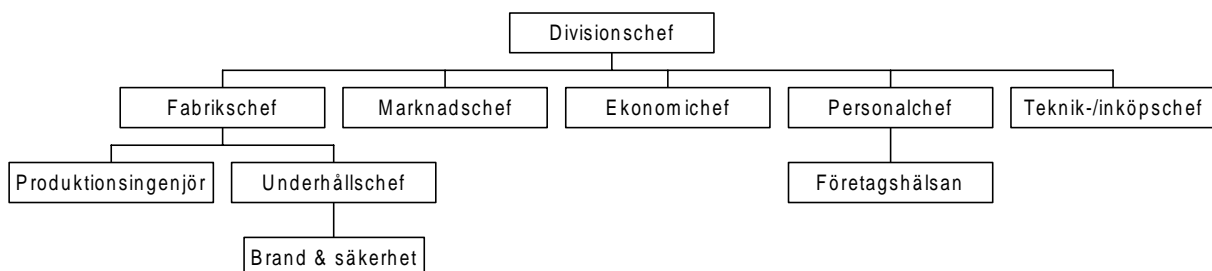 Divisionschef
Fabrikschef
Marknadschef
Ekonomichef
Personalchef
Teknik-/inköpschef
Produktionsingenjör
Underhållschef
Företagshälsan
Brand & säkerhet